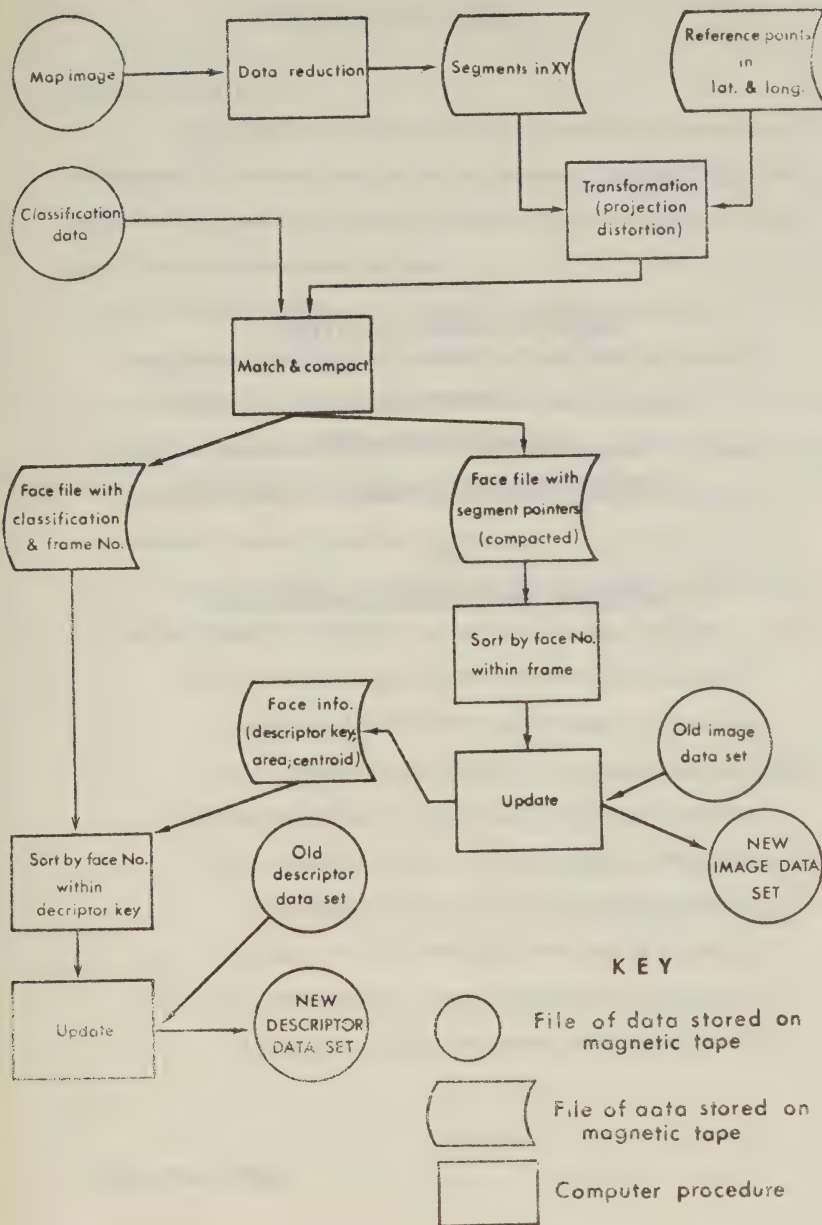 Map image
Data reduction
Segments in XY
Reference points
in
lat. & long.
Transformation
(projection
distortion)
Classification
data
Match & compact
Face file with
classification
& frame No.
Face file with
segment pointers
(compacted)
Sort by face No.
within frame
Face info.
(descriptor key;
area;centroid)
Old image
data set
Update
NEW
IMAGE DATA
SET
Sort by face No.
within
decriptor key
Old
descriptor
data set
Update
NEW
DESCRIPTOR
DATA SET
KEY
File of data stored on
magnetic tape
File of data stored on
magnetic tape
Computer procedure